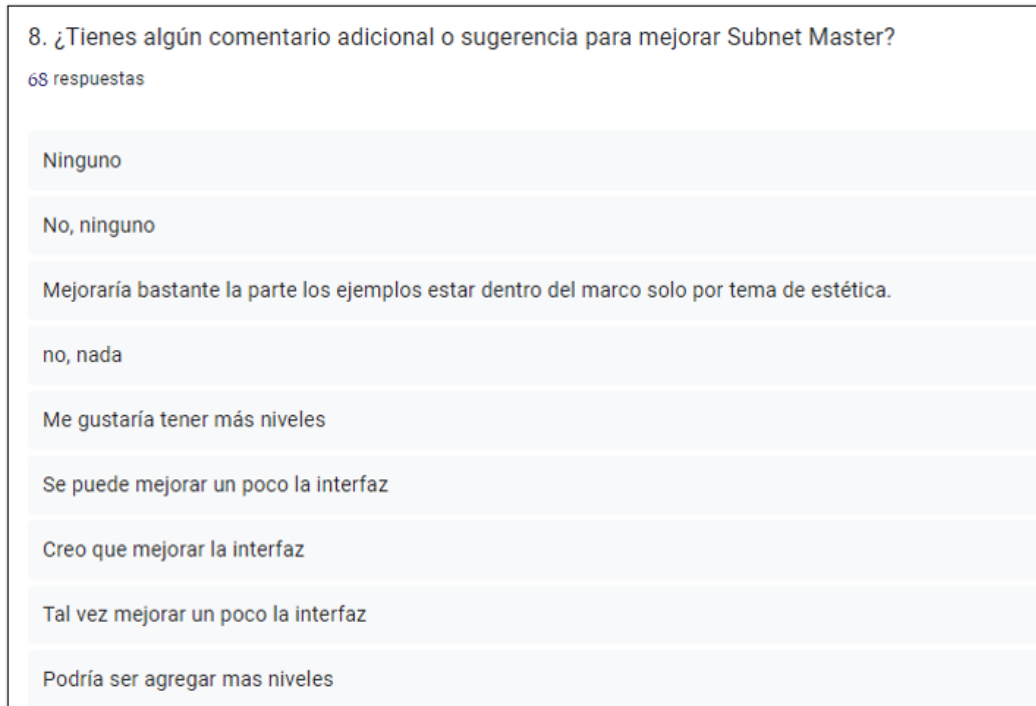 8. ¿Tienes algún comentario adicional o sugerencia para mejorar Subnet Master?
68 respuestas
Ninguno
No, ninguno
Mejoraría bastante la parte los ejemplos estar dentro del marco solo por tema de estética.
no, nada
Me gustaría tener más niveles
Se puede mejorar un poco la interfaz
Creo que mejorar la interfaz
Tal vez mejorar un poco la interfaz
Podría ser agregar mas niveles